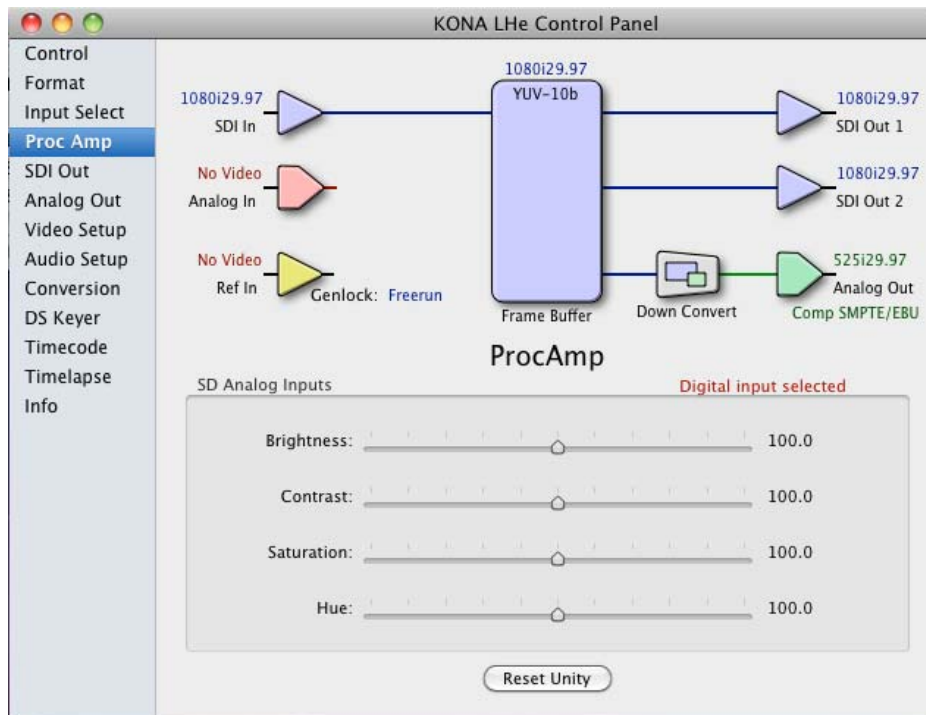 KONA LHe Control Panel
Control
Format
Input Select
Proc Amp
SDI Out
Analog Out
Video Setup
Audio Setup
Conversion
DS Keyer
Timecode
Timelapse
Info
1080i29.97
SDI In
No Video
Analog In
No Video
Ref In
Genlock: Freerun
1080i29.97
YUV-10b
Frame Buffer
Down Convert
1080i29.97
SDI Out 1
1080i29.97
SDI Out 2
525i29.97
Analog Out
Comp SMPTE/EBU
ProcAmp
SD Analog Inputs
Digital input selected
Brightness: 100.0
Contrast: 100.0
Saturation: 100.0
Hue: 100.0
Reset Unity